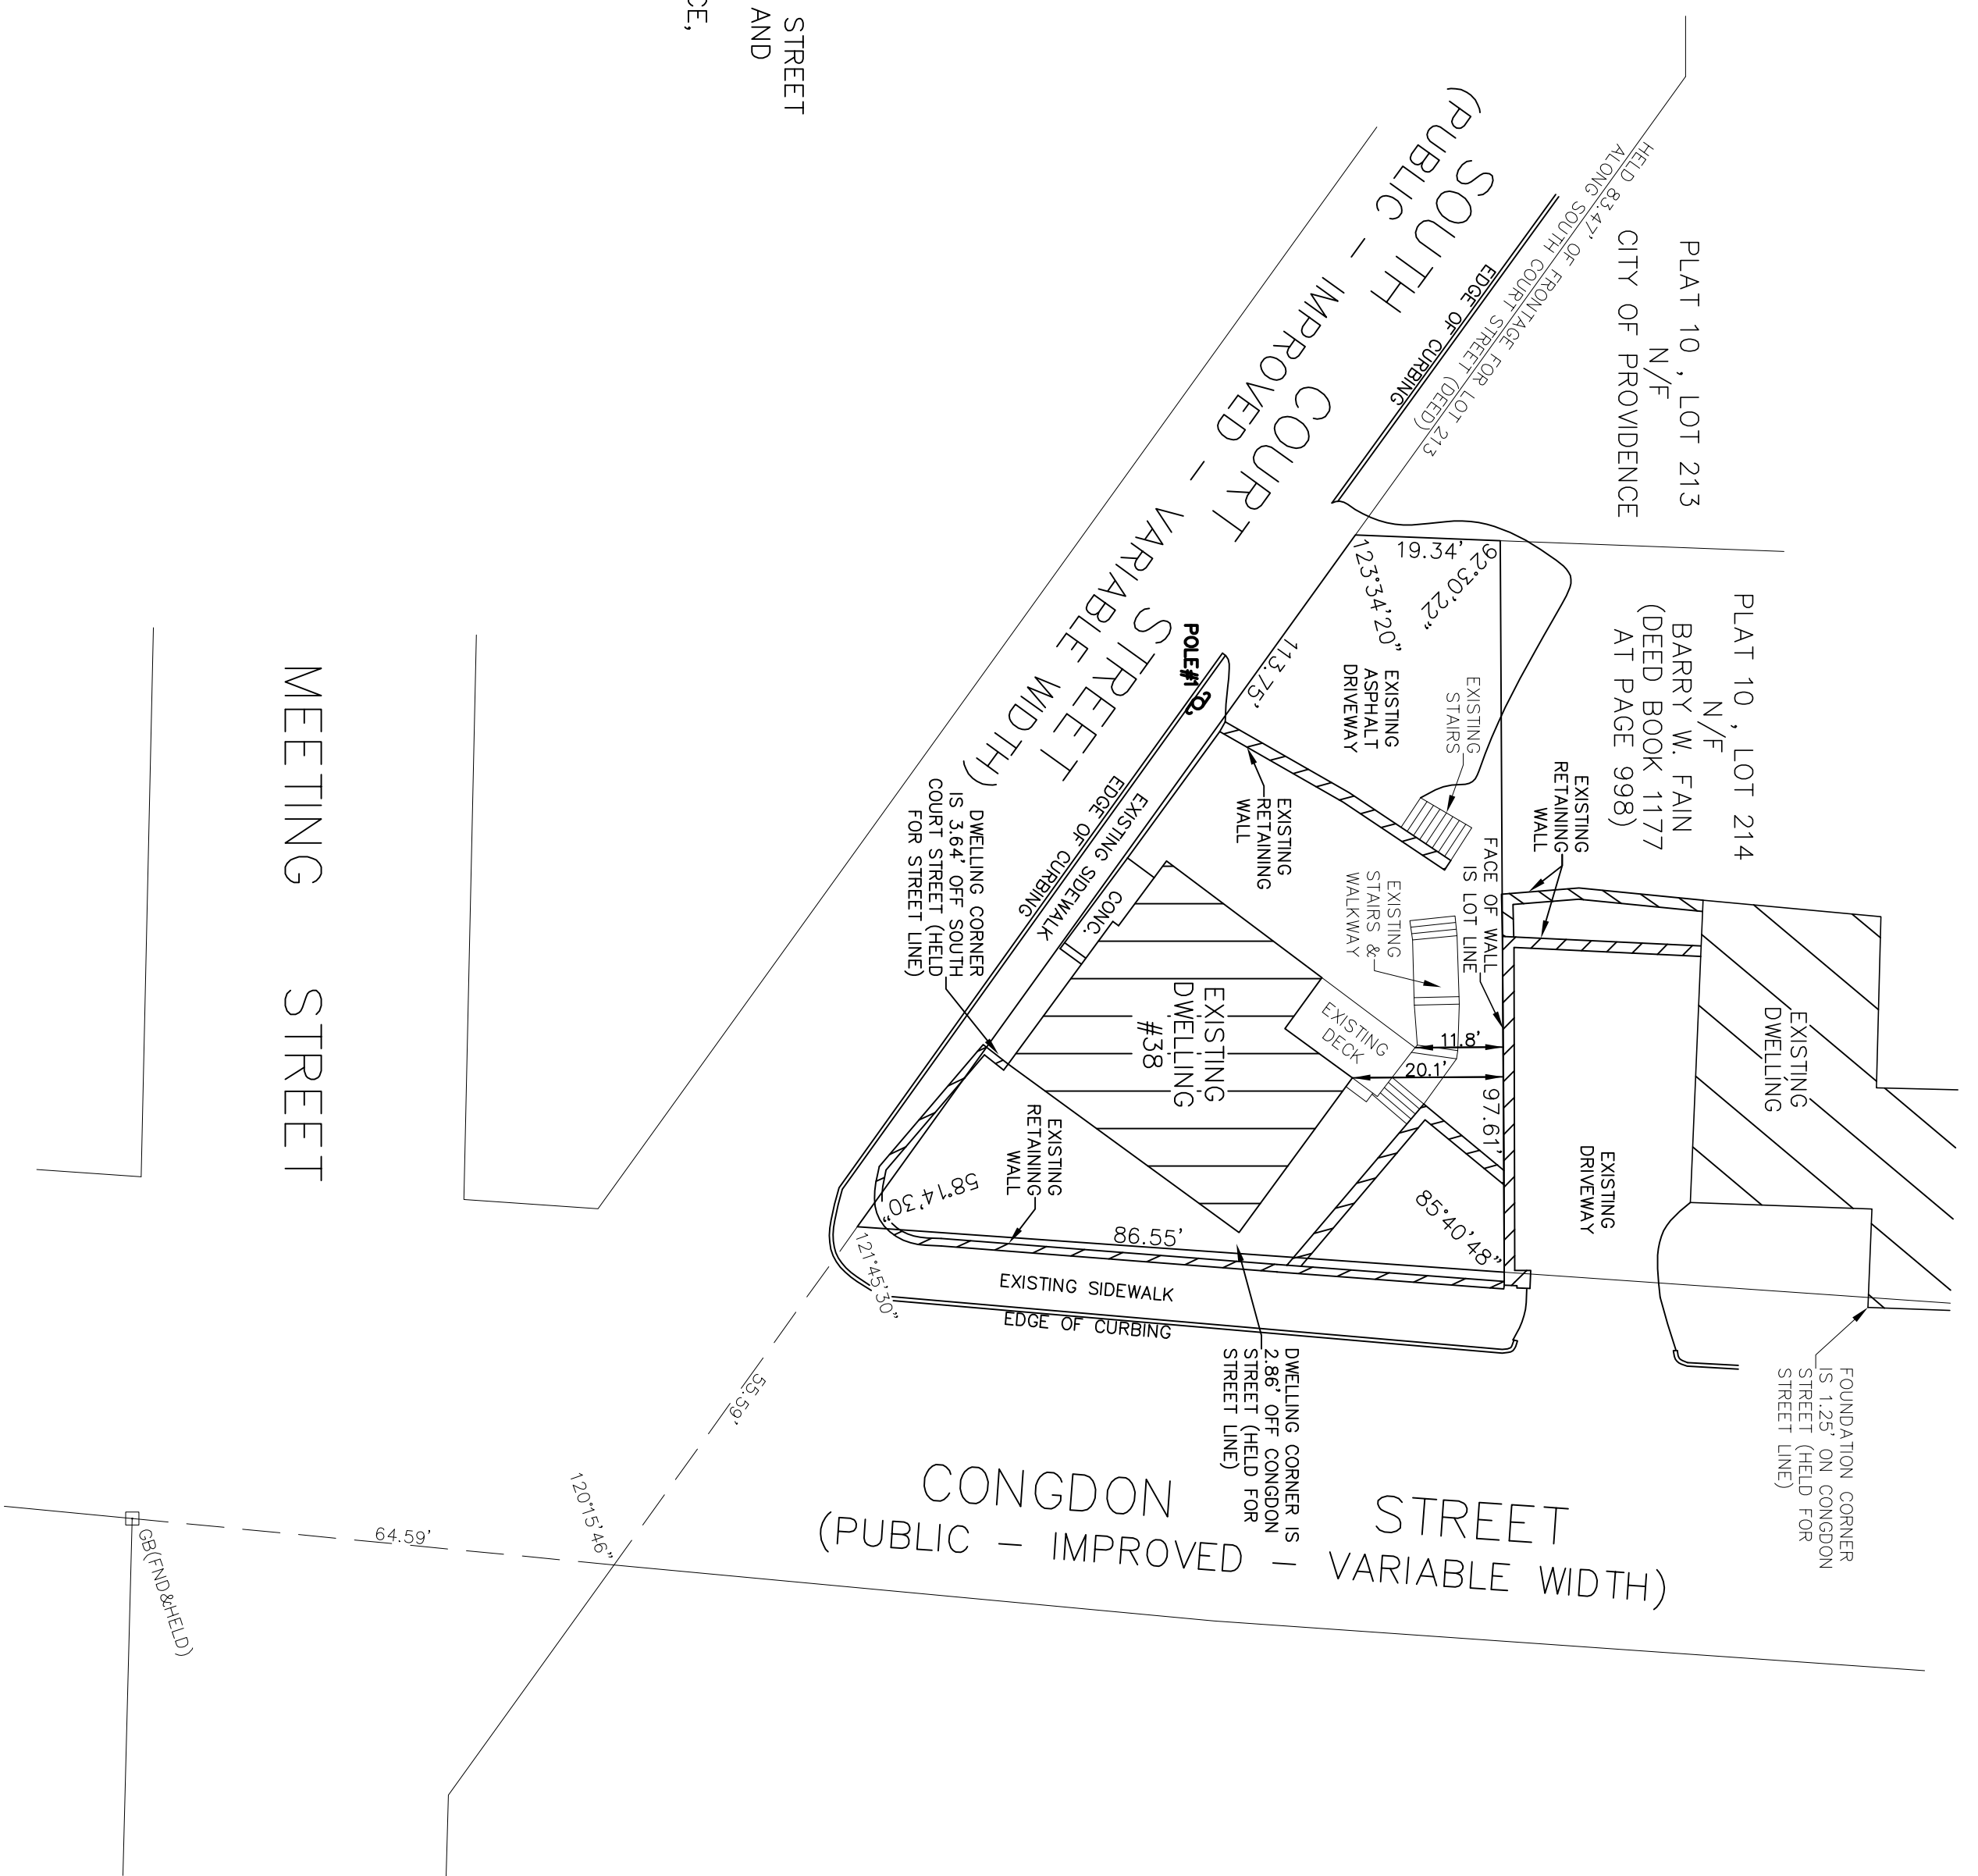 STREET
AND
CE,
PLAT 10 , LOT 213
N/F
CITY OF PROVIDENCE
HELD 83.47' OF FRONTAGE FOR LOT 213
ALONG SOUTH COURT STREET (DEED)
EDGE OF CURBING
SOUTH COURT STREET
(PUBLIC - IMPROVED - VARIABLE WIDTH)
PLAT 10 , LOT 214
N/F
BARRY W. FAIN
(DEED BOOK 1177
AT PAGE 998)
19.34'
92°30'22"
123°34'20"
113.75'
POLE#1
EXISTING
ASPHALT
DRIVEWAY
EXISTING
STAIRS
EXISTING
RETAINING
WALL
EXISTING
RETAINING
WALL
FACE OF WALL
IS LOT LINE
EXISTING
STAIRS &
WALKWAY
EXISTING
DWELLING
EXISTING
DRIVEWAY
11.8'
20.1'
97.61'
EXISTING
DECK
EXISTING
DWELLING
#38
CONC.
EXISTING SIDEWALK
EDGE OF CURBING
DWELLING CORNER
IS 3.64' OFF SOUTH
COURT STREET (HELD
FOR STREET LINE)
EXISTING
RETAINING
WALL
58°14'30"
85°40'48"
86.55'
121°45'30"
EXISTING SIDEWALK
EDGE OF CURBING
DWELLING CORNER IS
2.86' OFF CONGDON
STREET (HELD FOR
STREET LINE)
FOUNDATION CORNER
IS 1.25' ON CONGDON
STREET (HELD FOR
STREET LINE)
CONGDON STREET
(PUBLIC - IMPROVED - VARIABLE WIDTH)
55.59'
120°15'46"
64.59'
GB(FND&HELD)
MEETING STREET